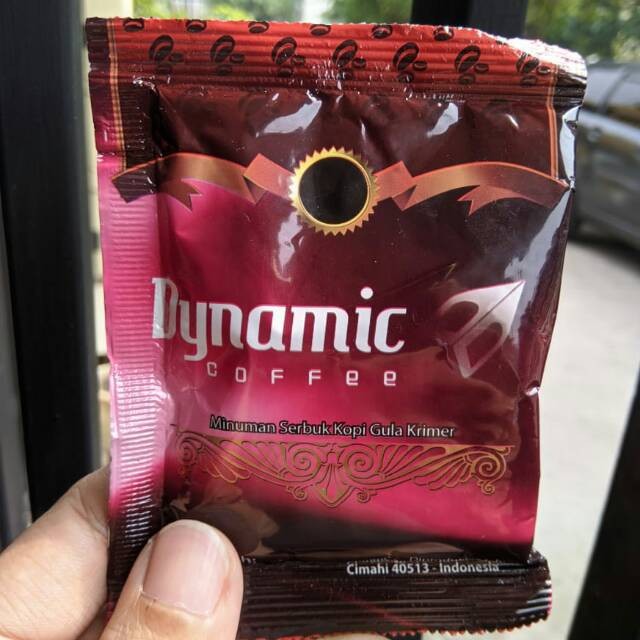 Dynamic
COFFEE
Minuman Serbuk Kopi Gula Krimer
Cimahi 40513 - Indonesia